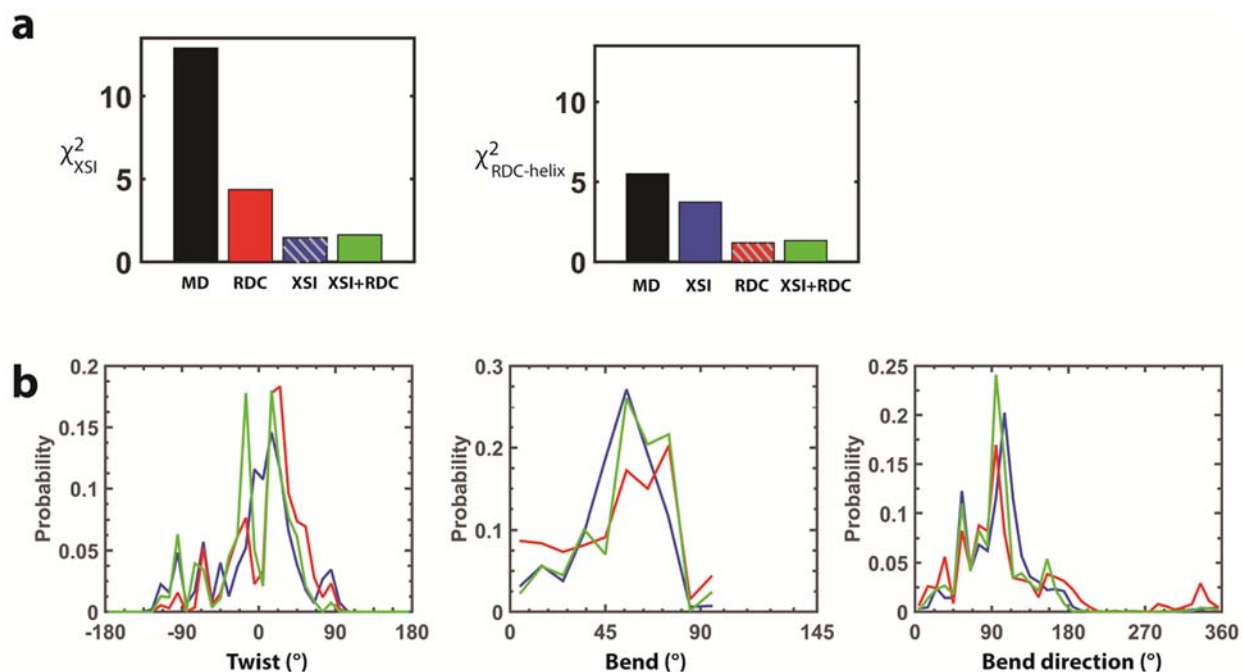 a
χ²XSI
10
5
0
MD RDC XSI XSI+RDC
χ²RDC-helix
10
5
0
MD XSI RDC XSI+RDC
b
Probability
0.2
0.15
0.1
0.05
0
-180 -90 0 90 180
Twist (°)
Probability
0.3
0.2
0.1
0
0 45 90 145
Bend (°)
Probability
0.25
0.2
0.15
0.1
0.05
0
0 90 180 270 360
Bend direction (°)